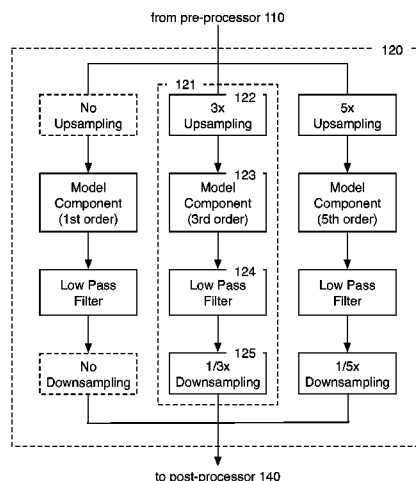 from pre-processor 110
120
121
No
Upsampling
122
3x
Upsampling
5x
Upsampling
Model
Component
(1st order)
123
Model
Component
(3rd order)
Model
Component
(5th order)
Low Pass
Filter
124
Low Pass
Filter
Low Pass
Filter
No
Downsampling
125
1/3x
Downsampling
1/5x
Downsampling
to post-processor 140